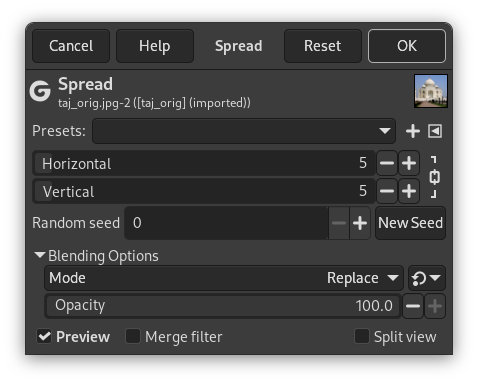 Cancel Help Spread Reset OK
Spread
taj_orig.jpg-2 ([taj_orig] (imported))
Presets:
Horizontal 5
Vertical 5
Random seed 0 New Seed
Blending Options
Mode Replace
Opacity 100.0
Preview Merge filter Split view